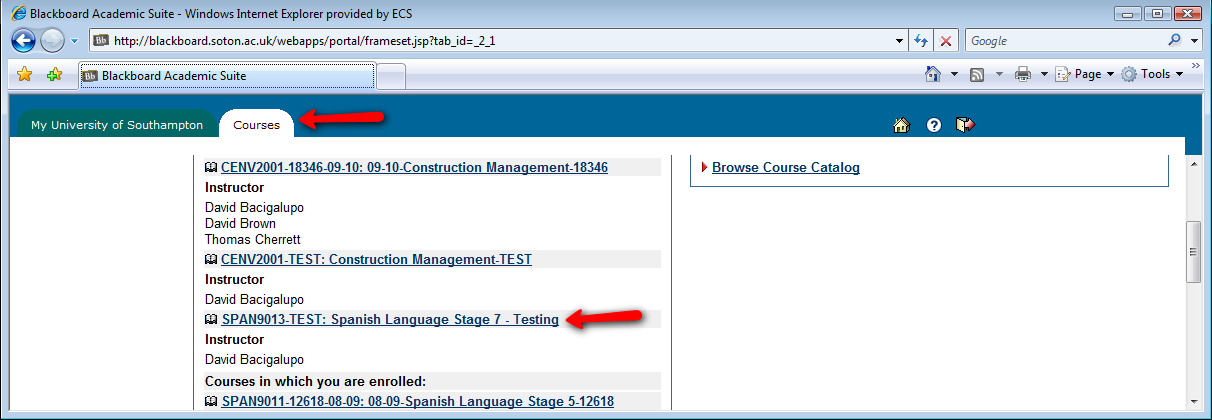 Blackboard Academic Suite - Windows Internet Explorer provided by ECS
http://blackboard.soton.ac.uk/webapps/portal/frameset.jsp?tab_id=_2_1
Google
Bb Blackboard Academic Suite
Page
Tools
My University of Southampton
Courses
CENV2001-18346-09-10: 09-10-Construction Management-18346
Browse Course Catalog
Instructor
David Bacigalupo
David Brown
Thomas Cherrett
CENV2001-TEST: Construction Management-TEST
Instructor
David Bacigalupo
SPAN9013-TEST: Spanish Language Stage 7 - Testing
Instructor
David Bacigalupo
Courses in which you are enrolled:
SPAN9011-12618-08-09: 08-09-Spanish Language Stage 5-12618